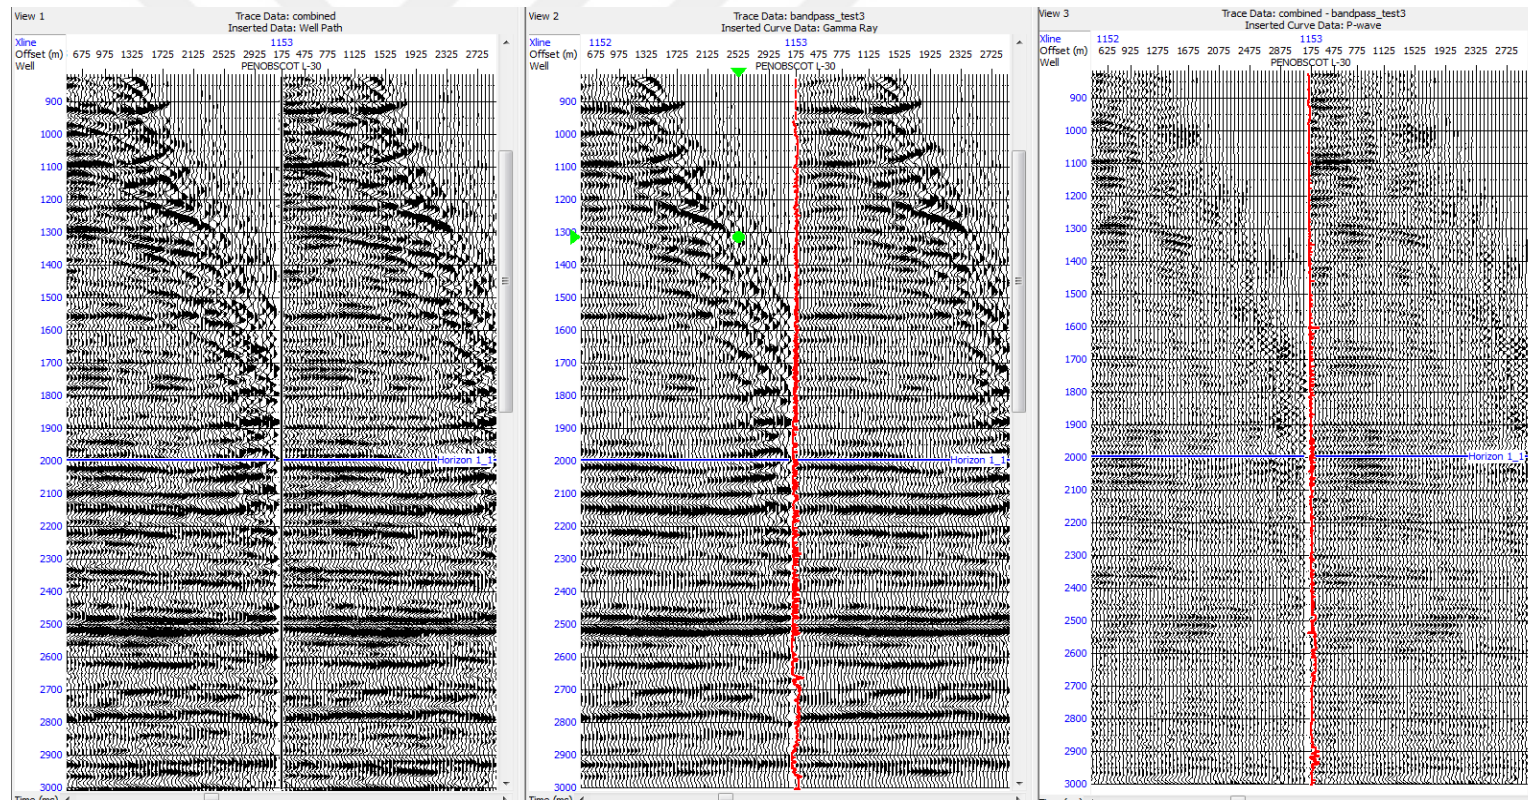 View 1
Trace Data: combined
Inserted Data: Well Path
Xline 1153
Offset (m) 675 975 1325 1725 2125 2525 2925 175 475 775 1125 1525 1925 2325 2725
Well PENOBSCOT L-30
900
1000
1100
1200
1300
1400
1500
1600
1700
1800
1900
2000 Horizon 1_1
2100
2200
2300
2400
2500
2600
2700
2800
2900
3000
Time (ms)
View 2
Trace Data: bandpass_test3
Inserted Curve Data: Gamma Ray
Xline 1152 1153
Offset (m) 675 975 1325 1725 2125 2525 2925 175 475 775 1125 1525 1925 2325 2725
Well PENOBSCOT L-30
900
1000
1100
1200
1300
1400
1500
1600
1700
1800
1900
2000 Horizon 1_1
2100
2200
2300
2400
2500
2600
2700
2800
2900
3000
Time (ms)
View 3
Trace Data: combined - bandpass_test3
Inserted Curve Data: P-wave
Xline 1152 1153
Offset (m) 625 925 1275 1675 2075 2475 2875 175 475 775 1125 1525 1925 2325 2725
Well PENOBSCOT L-30
900
1000
1100
1200
1300
1400
1500
1600
1700
1800
1900
2000 Horizon 1_1
2100
2200
2300
2400
2500
2600
2700
2800
2900
3000